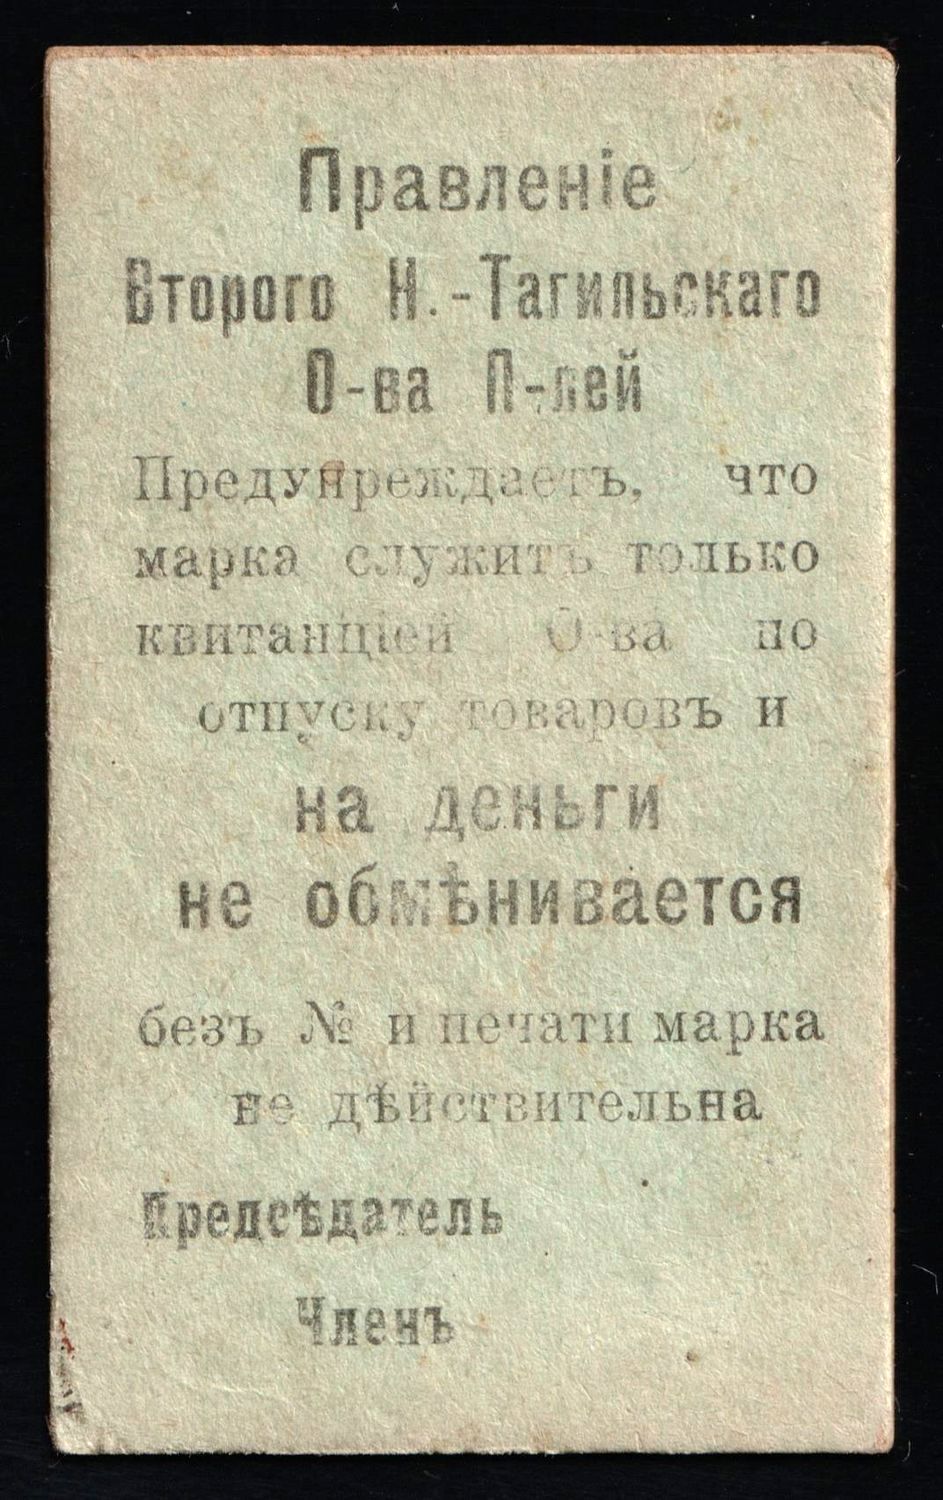 Правленіе
Второго Н.-Тагильскаго
О-ва П-лей
Предупреждаетъ, что
марка служитъ только
квитанціей О-ва по
отпуску товаровъ и
на деньги
не обмѣнивается
безъ № и печати марка
не дѣйствительна
Предсѣдатель
Членъ